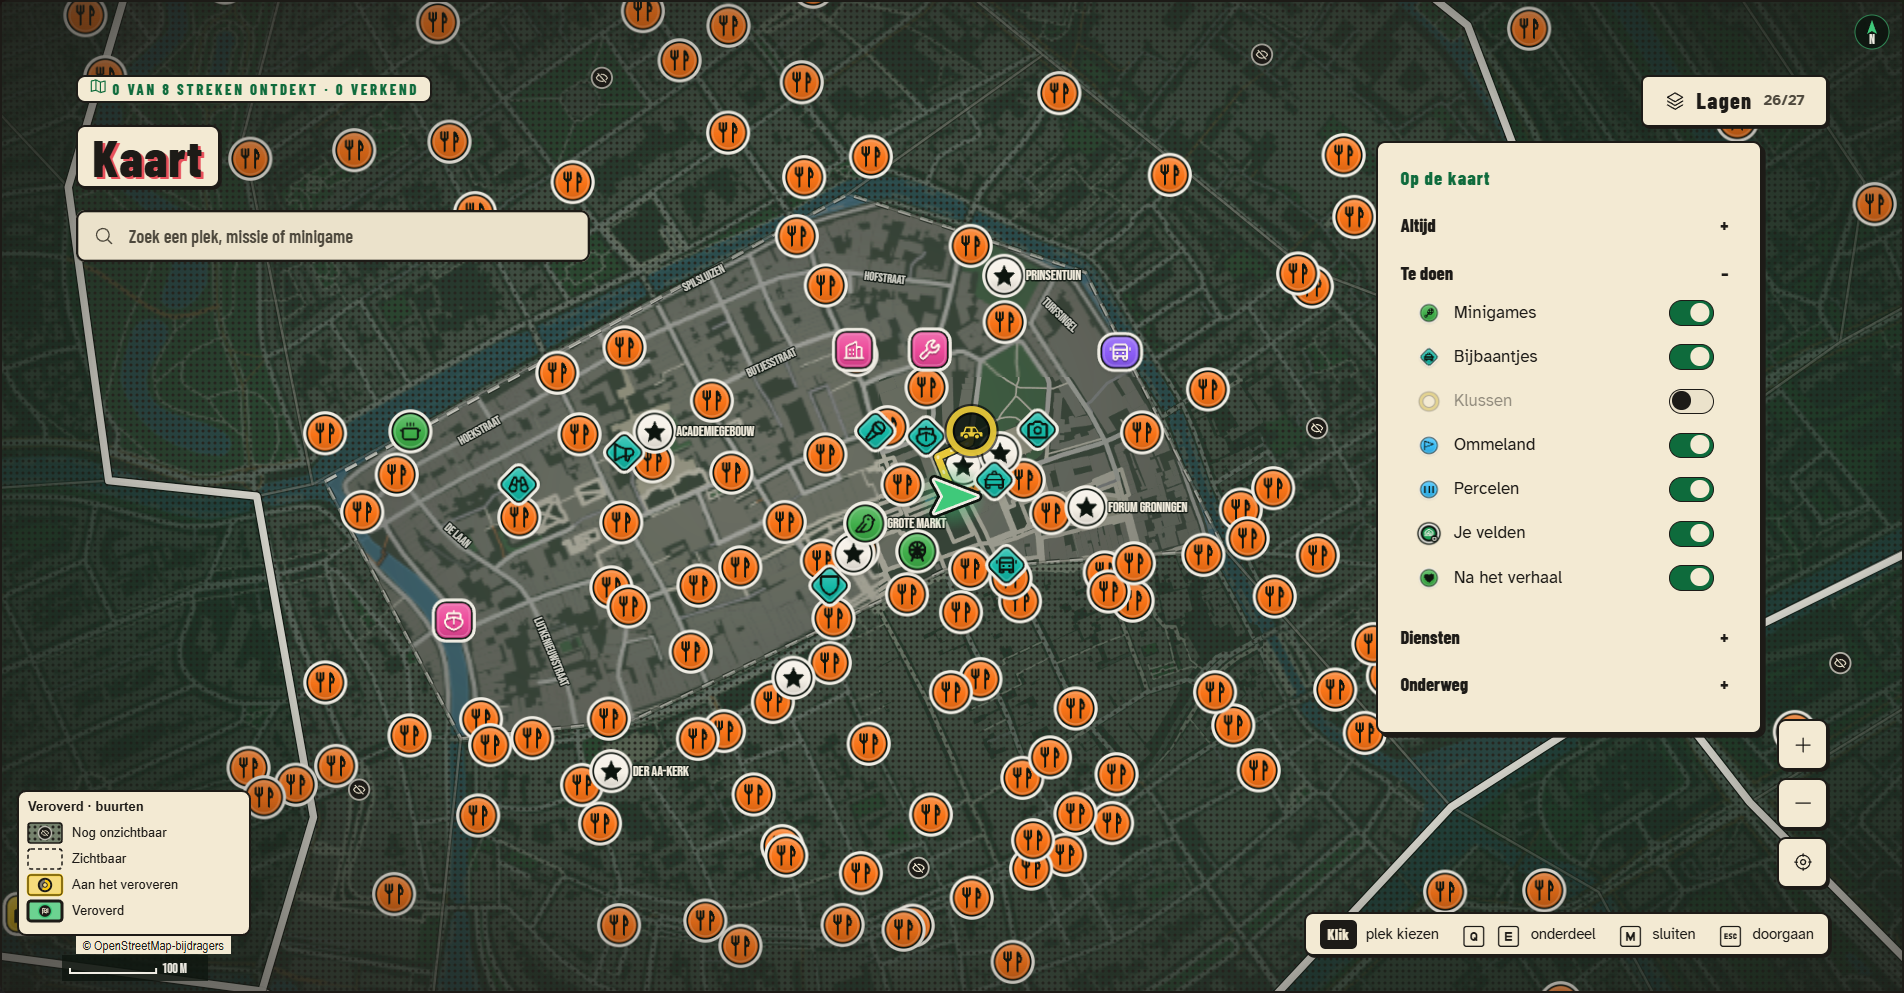 0 VAN 8 STREKEN ONTDEKT · 0 VERKEND
Kaart
Zoek een plek, missie of minigame
N
Lagen 26/27
Op de kaart
Altijd +
Te doen -
Minigames
Bijbaantjes
Klussen
Ommeland
Percelen
Je velden
Na het verhaal
Diensten +
Onderweg +
SPILSLUIZEN
HOFSTRAAT
PRINSENTUIN
TURFSINGEL
BUTJESSTRAAT
HOEKSTRAAT
ACADEMIEGEBOUW
DE LAAN
GROTE MARKT
FORUM GRONINGEN
LUTKENIEUWSTRAAT
DER AA-KERK
Veroverd · buurten
Nog onzichtbaar
Zichtbaar
Aan het veroveren
Veroverd
© OpenStreetMap-bijdragers
100 M
+
−
Klik plek kiezen Q E onderdeel M sluiten ESC doorgaan